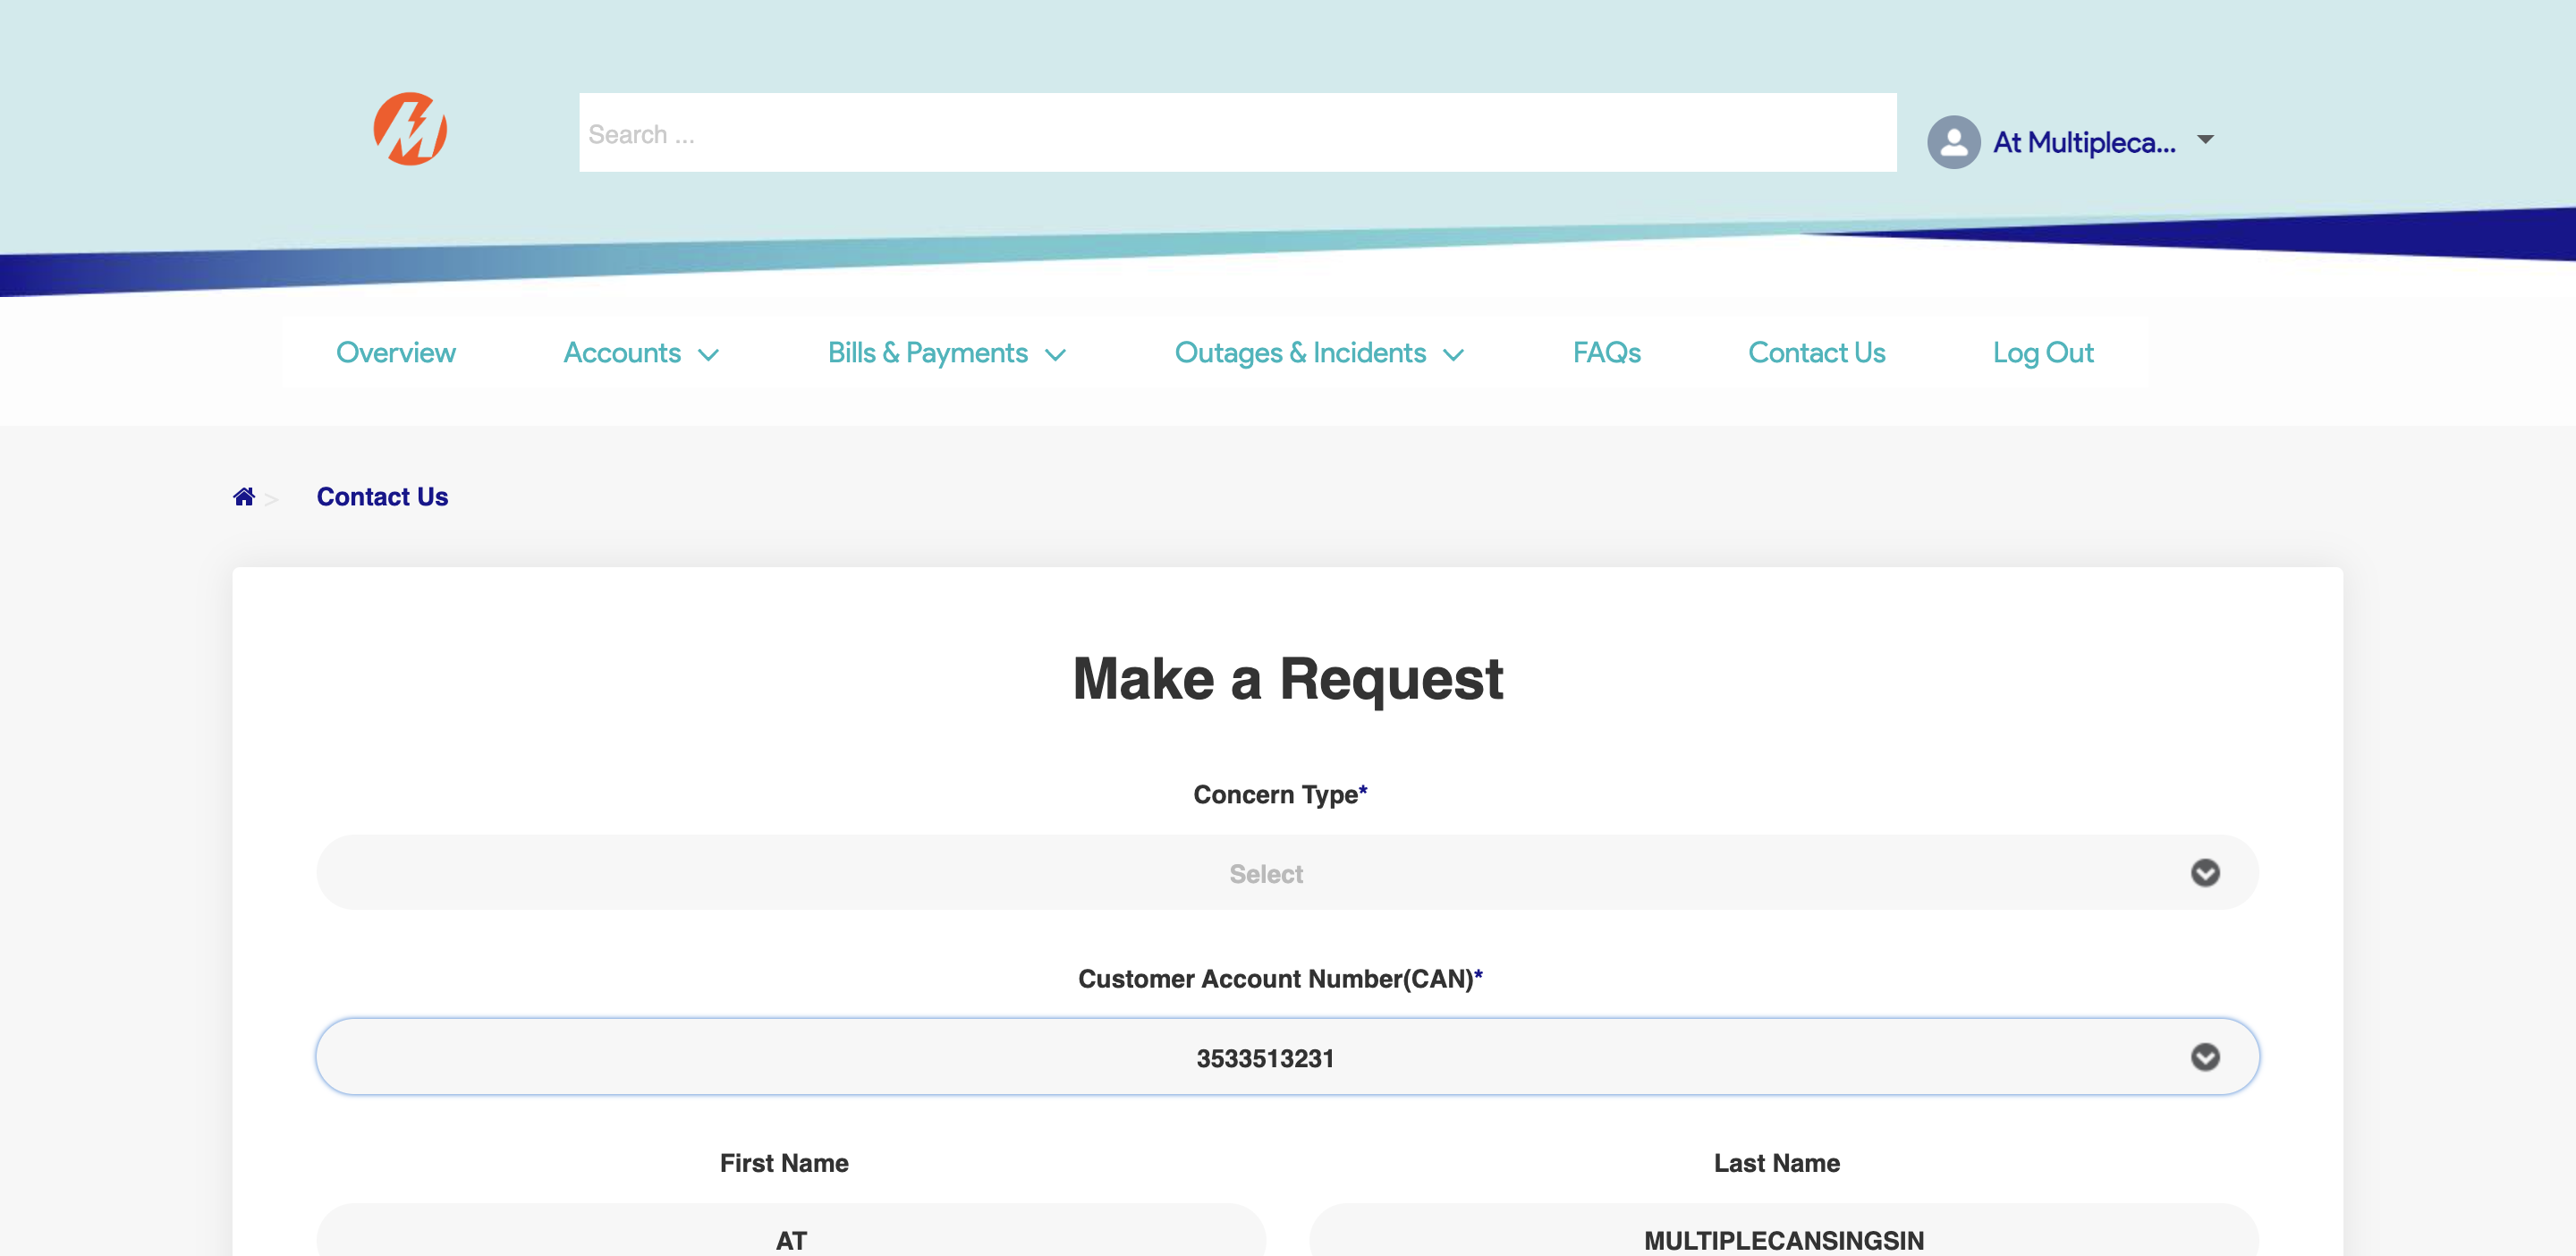 Search ...
At Multipleca...
Overview Accounts Bills & Payments Outages & Incidents FAQs Contact Us Log Out
> Contact Us
Make a Request
Concern Type*
Select
Customer Account Number(CAN)*
3533513231
First Name Last Name
AT MULTIPLECANSINGSIN